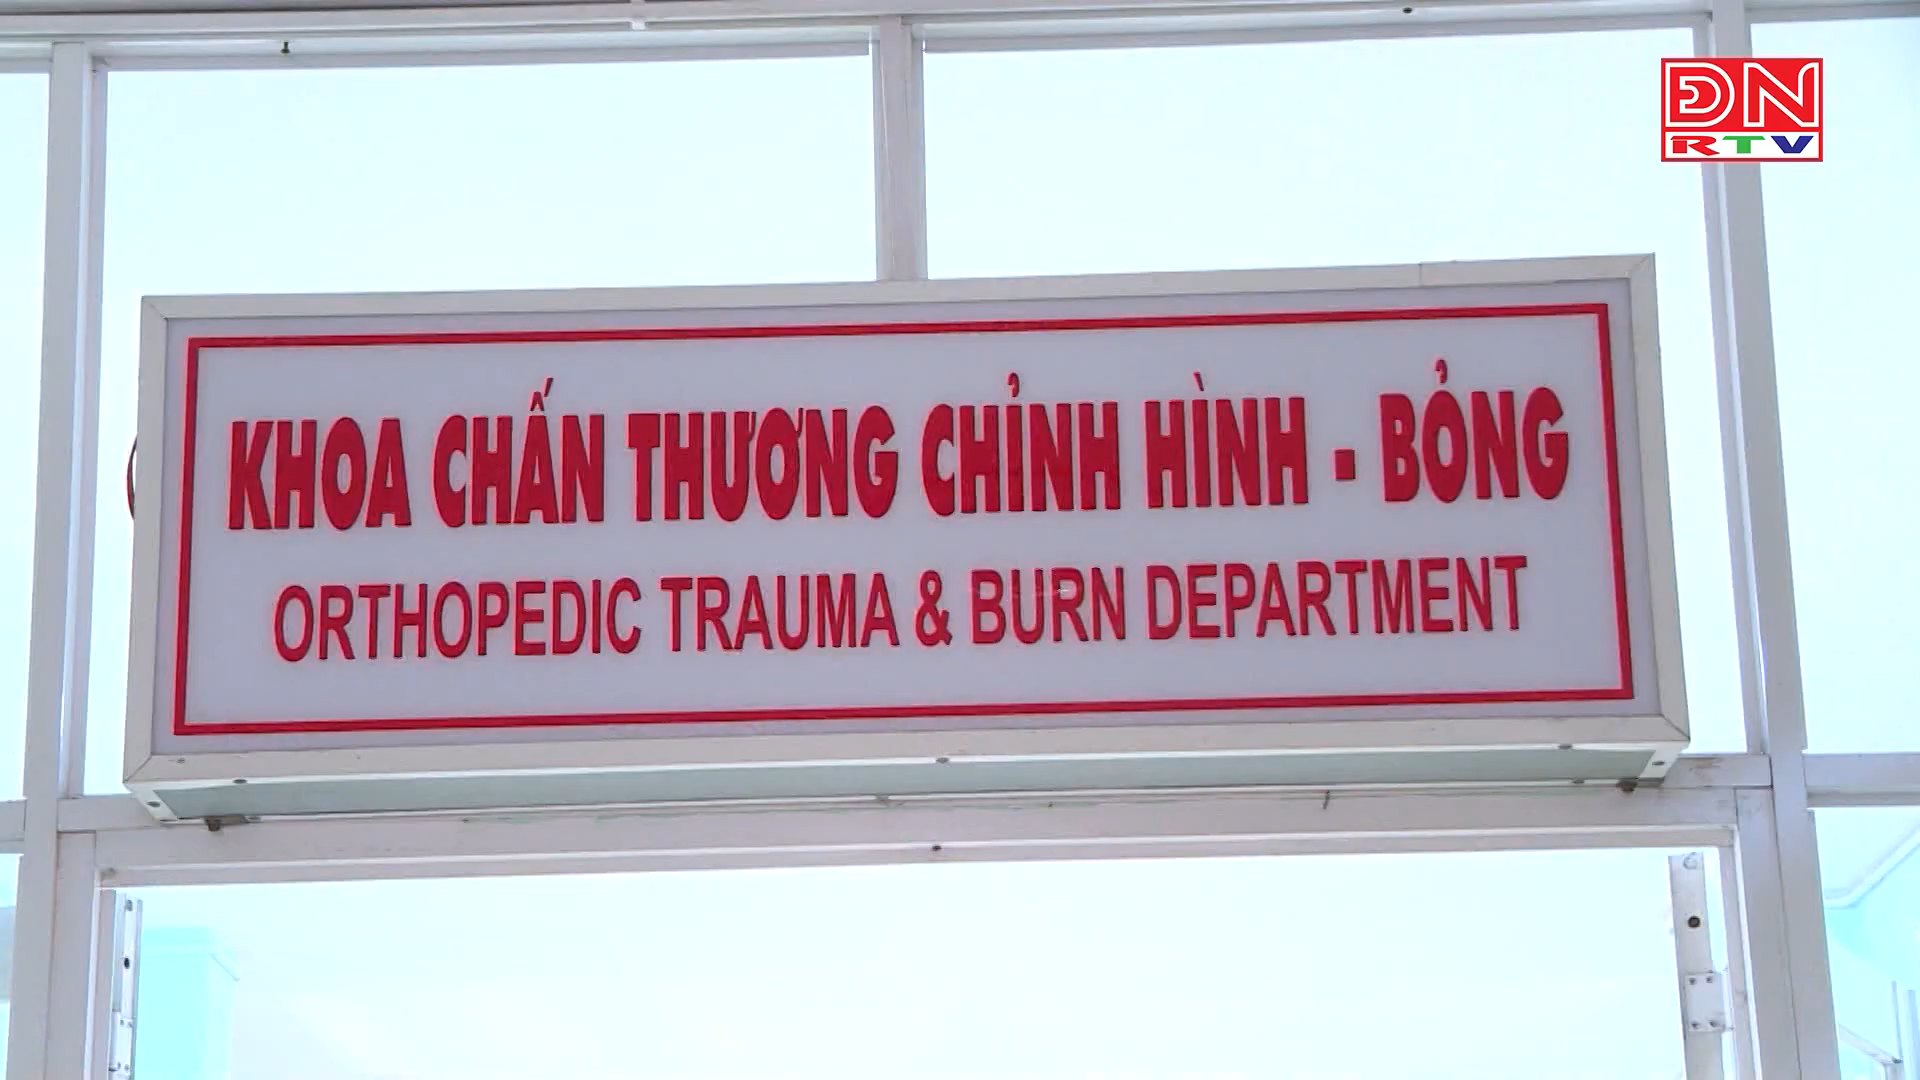 ĐN
RTV
KHOA CHẤN THƯƠNG CHỈNH HÌNH - BỎNG
ORTHOPEDIC TRAUMA & BURN DEPARTMENT